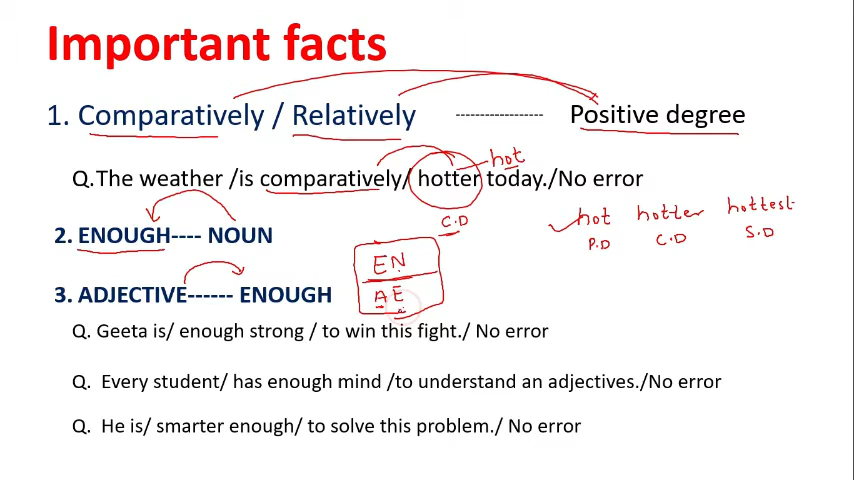 Important facts
1. Comparatively / Relatively ------------------ Positive degree
hot
Q.The weather /is comparatively/ hotter today./No error
C.D
hot hotter hottest
P.D C.D S.D
2. ENOUGH---- NOUN
EN
AE
3. ADJECTIVE------ ENOUGH
Q. Geeta is/ enough strong / to win this fight./ No error
Q. Every student/ has enough mind /to understand an adjectives./No error
Q. He is/ smarter enough/ to solve this problem./ No error